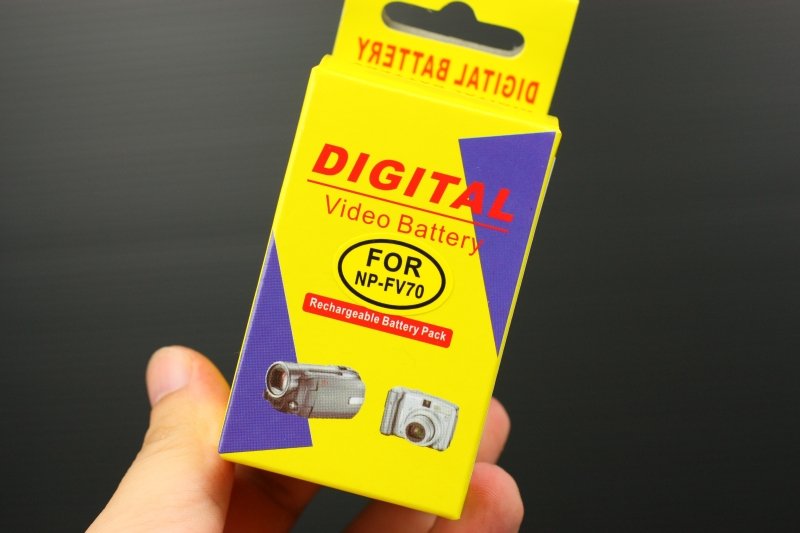 DIGITAL BATTERY
DIGITAL
Video Battery
FOR
NP-FV70
Rechargeable Battery Pack